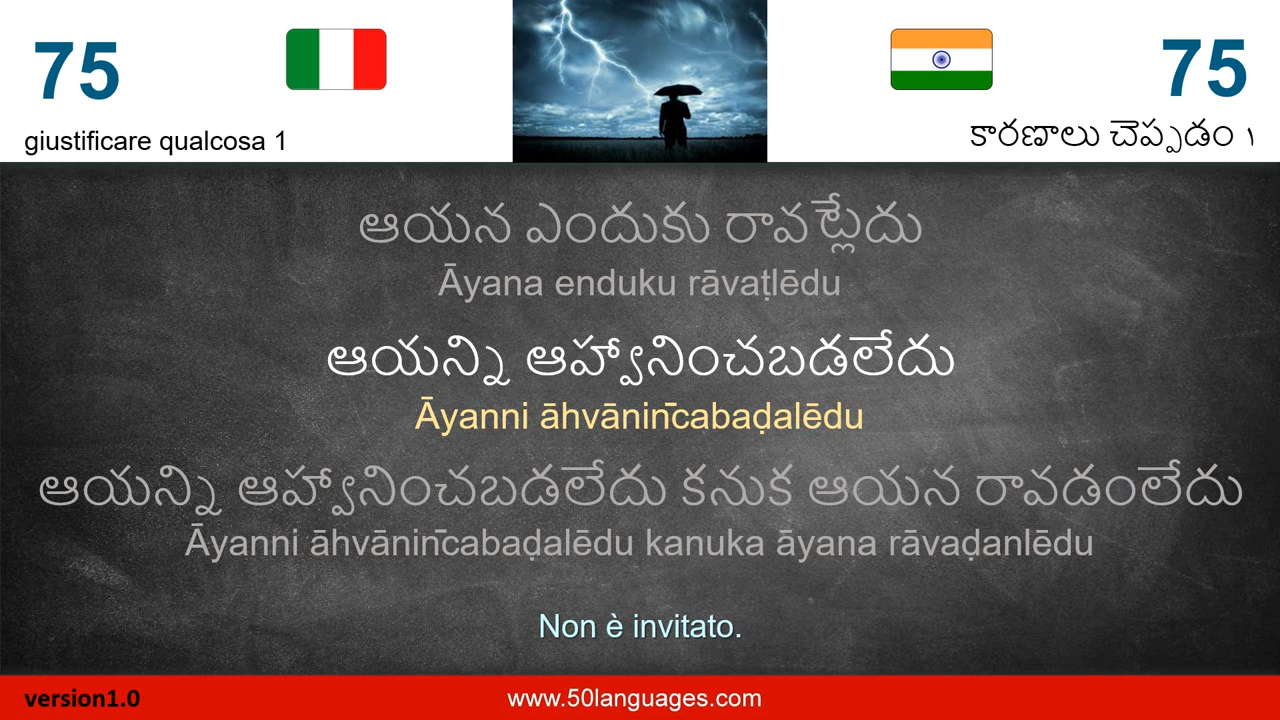 75
75
giustificare qualcosa 1
కారణాలు చెప్పడం ౧
ఆయన ఎందుకు రావట్లేదు
Āyana enduku rāvaṭlēdu
ఆయన్ని ఆహ్వానించబడలేదు
Āyanni āhvānin̄cabaḍalēdu
ఆయన్ని ఆహ్వానించబడలేదు కనుక ఆయన రావడంలేదు
Āyanni āhvānin̄cabaḍalēdu kanuka āyana rāvaḍanlēdu
Non è invitato.
version1.0
www.50languages.com